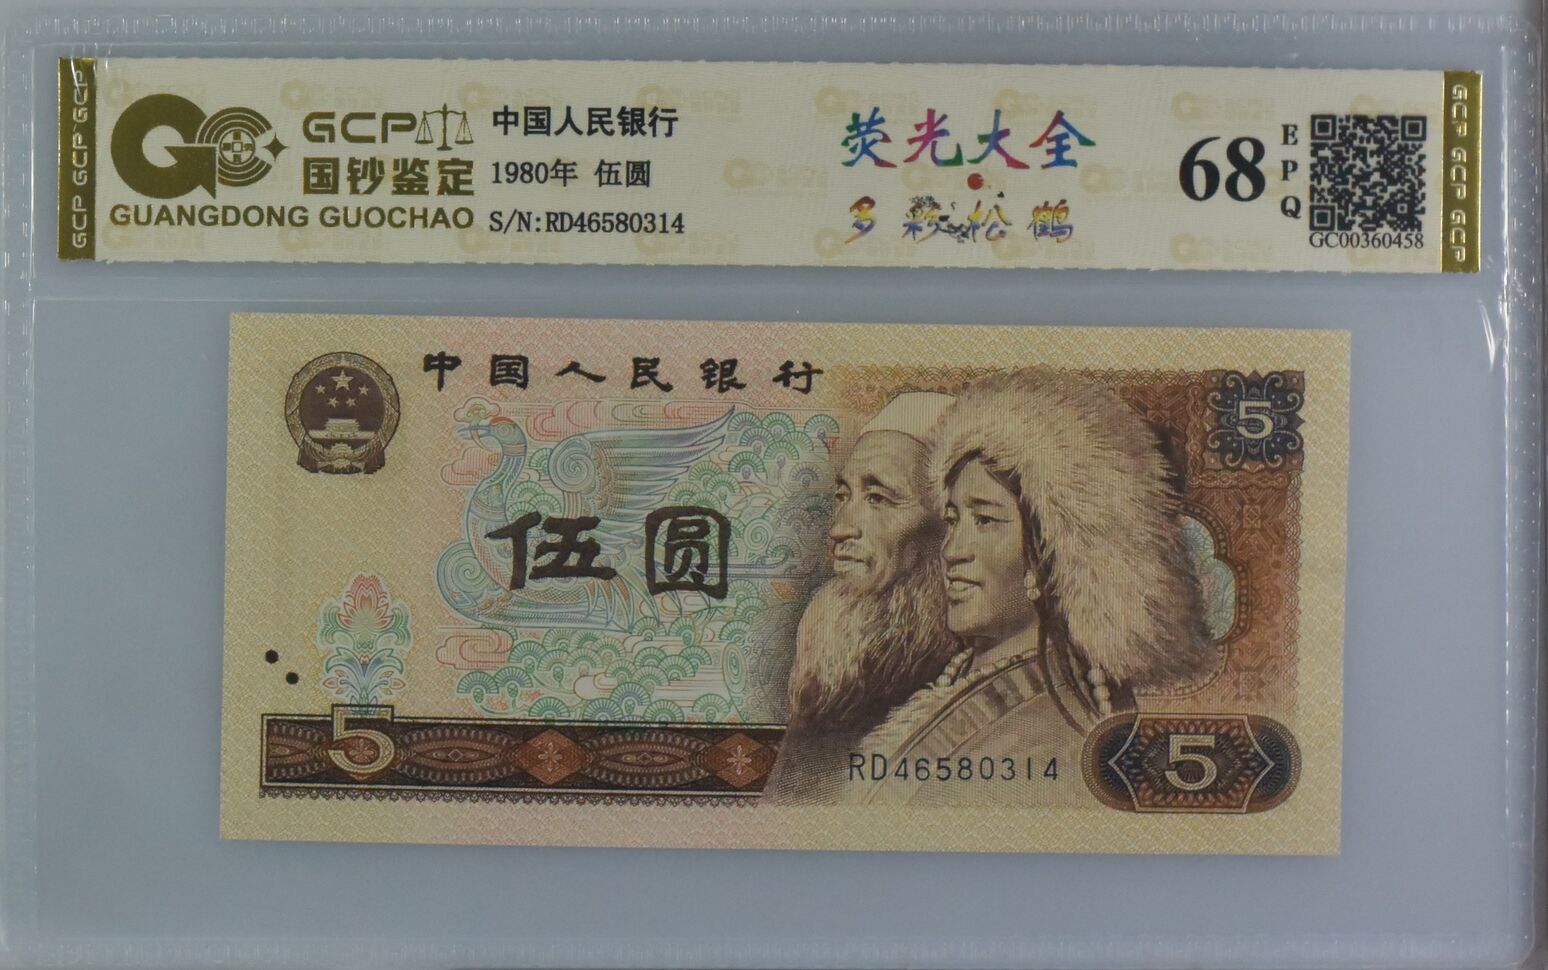 GCP
国钞鉴定
GUANGDONG GUOCHAO
中国人民银行
1980年 伍圆
S/N:RD46580314
荧光大全
多彩松鹤
68
EPQ
GC00360458
GCP GCP GCP
GCP GCP GCP
中国人民银行
5
伍圆
5
RD46580314
5